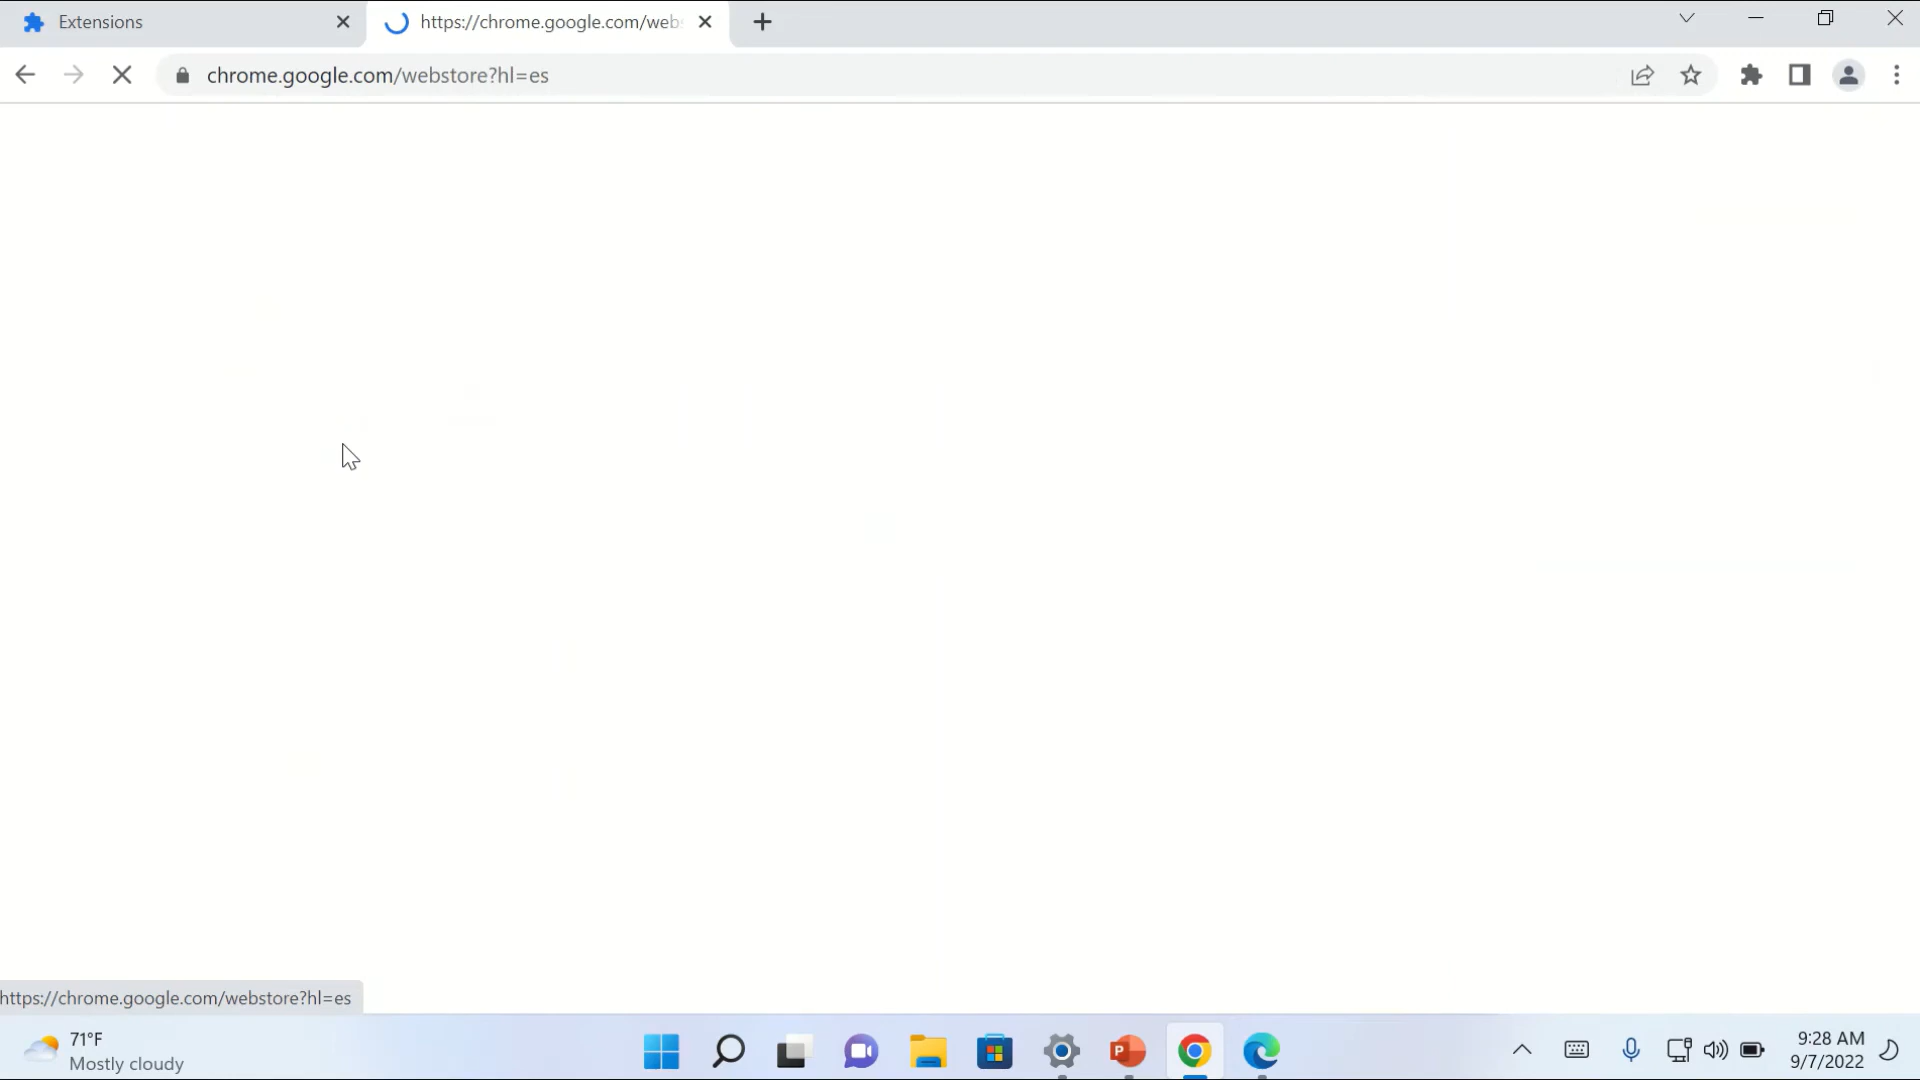 Extensions
https://chrome.google.com/web
chrome.google.com/webstore?hl=es
https://chrome.google.com/webstore?hl=es
71°F
Mostly cloudy
P
9:28 AM
9/7/2022